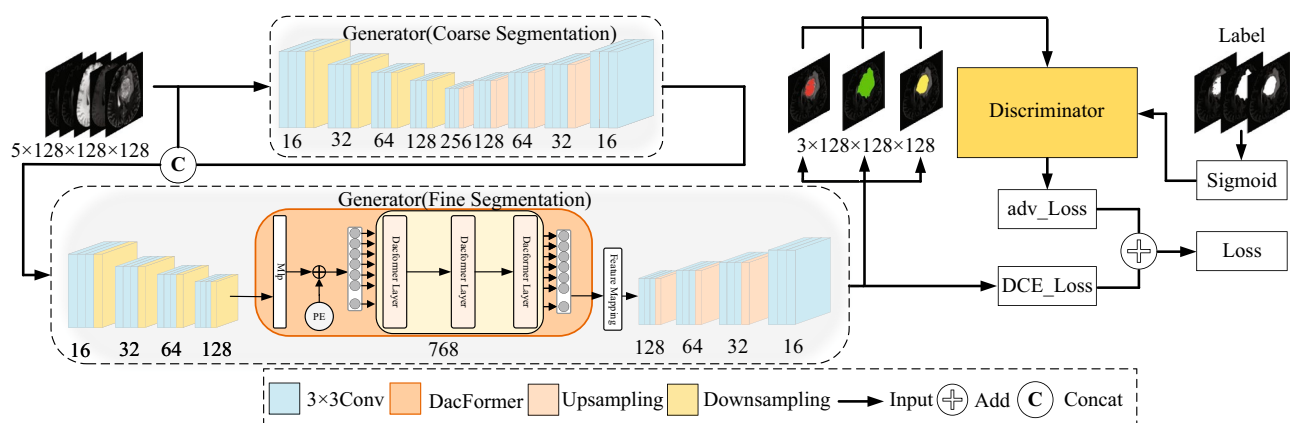 Generator(Coarse Segmentation)
16 32 64 128 256 128 64 32 16
5×128×128×128
C
3×128×128×128
Discriminator
Label
Sigmoid
adv_Loss
DCE_Loss
Loss
Generator(Fine Segmentation)
Mlp
PE
Dacformer Layer
Dacformer Layer
Dacformer Layer
Feature Mapping
16 32 64 128 768 128 64 32 16
3×3Conv DacFormer Upsampling Downsampling Input Add C Concat